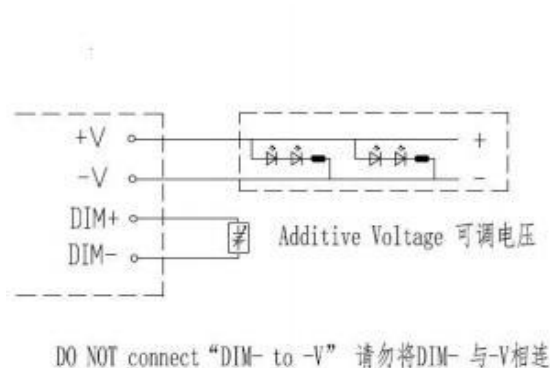 +V
+
-V
-
DIM+
Additive Voltage 可调电压
DIM-
DO NOT connect “DIM- to -V” 请勿将DIM- 与-V相连